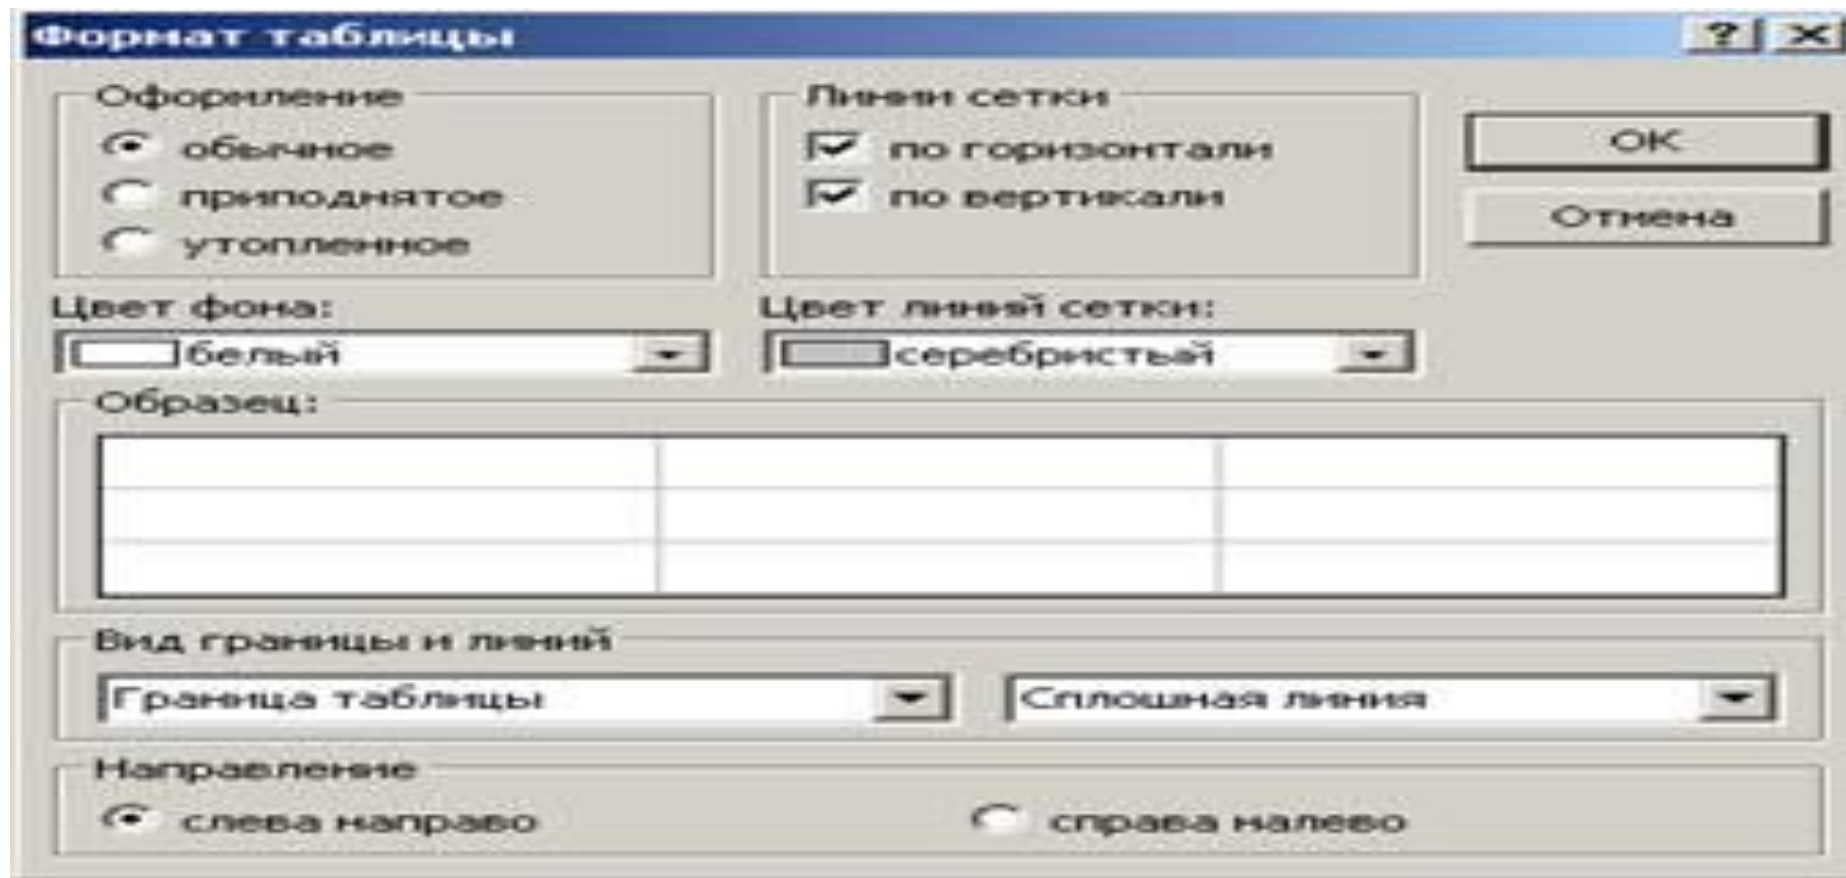 Формат таблицы
Оформление
обычное
приподнятое
утопленное
Линии сетки
по горизонтали
по вертикали
ОК
Отмена
Цвет фона:
белый
Цвет линий сетки:
серебристый
Образец:
Вид границы и линий
Граница таблицы
Сплошная линия
Направление
слева направо
справа налево